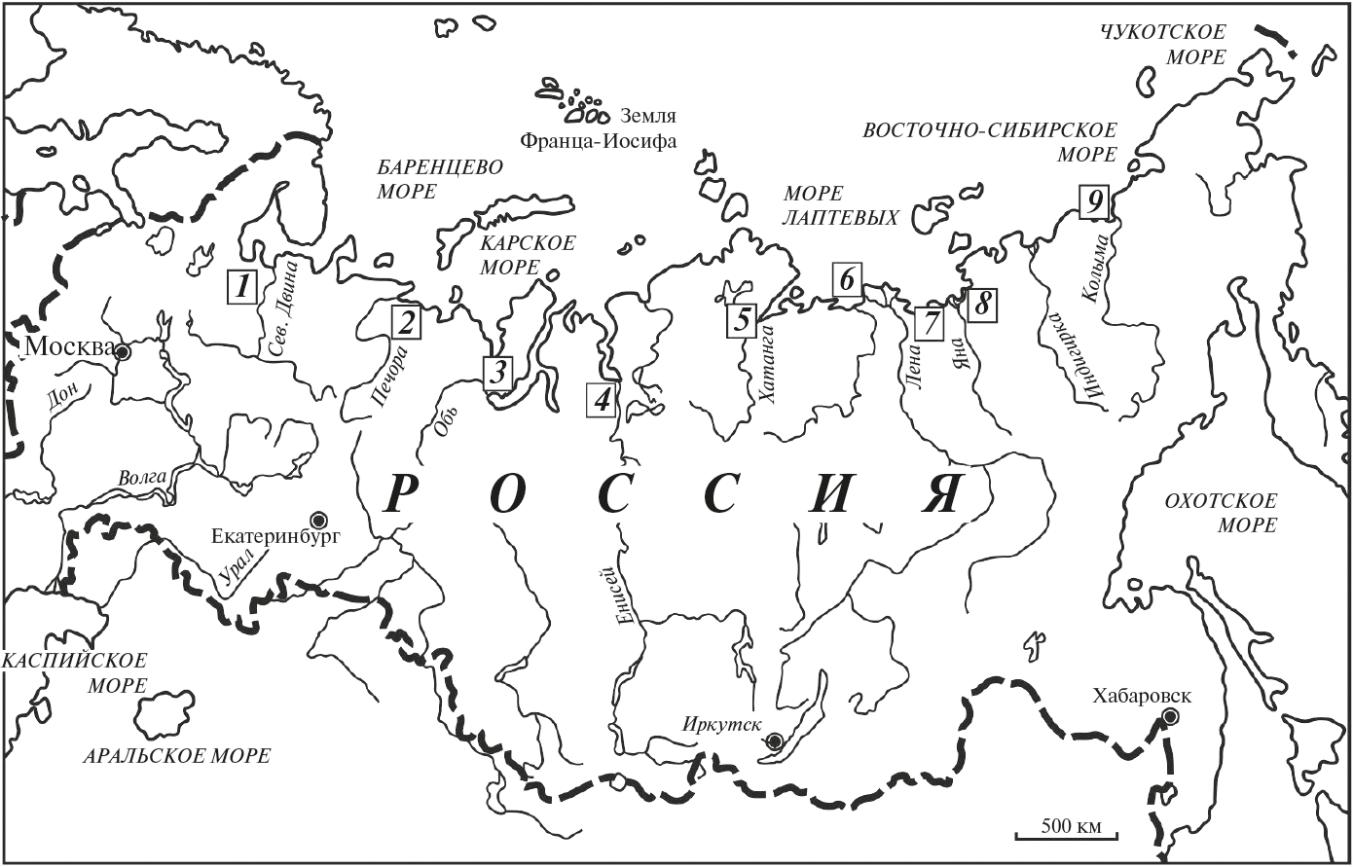 ЧУКОТСКОЕ
МОРЕ
Земля
Франца-Иосифа
ВОСТОЧНО-СИБИРСКОЕ
МОРЕ
БАРЕНЦЕВО
МОРЕ
МОРЕ
ЛАПТЕВЫХ
КАРСКОЕ
МОРЕ
9
1
2
3
4
5
6
7
8
Сев. Двина
Печора
Обь
Хатанга
Лена
Яна
Индигирка
Колыма
Москва
Дон
Волга
РОССИЯ
Екатеринбург
Урал
Енисей
ОХОТСКОЕ
МОРЕ
КАСПИЙСКОЕ
МОРЕ
АРАЛЬСКОЕ МОРЕ
Иркутск
Хабаровск
500 км